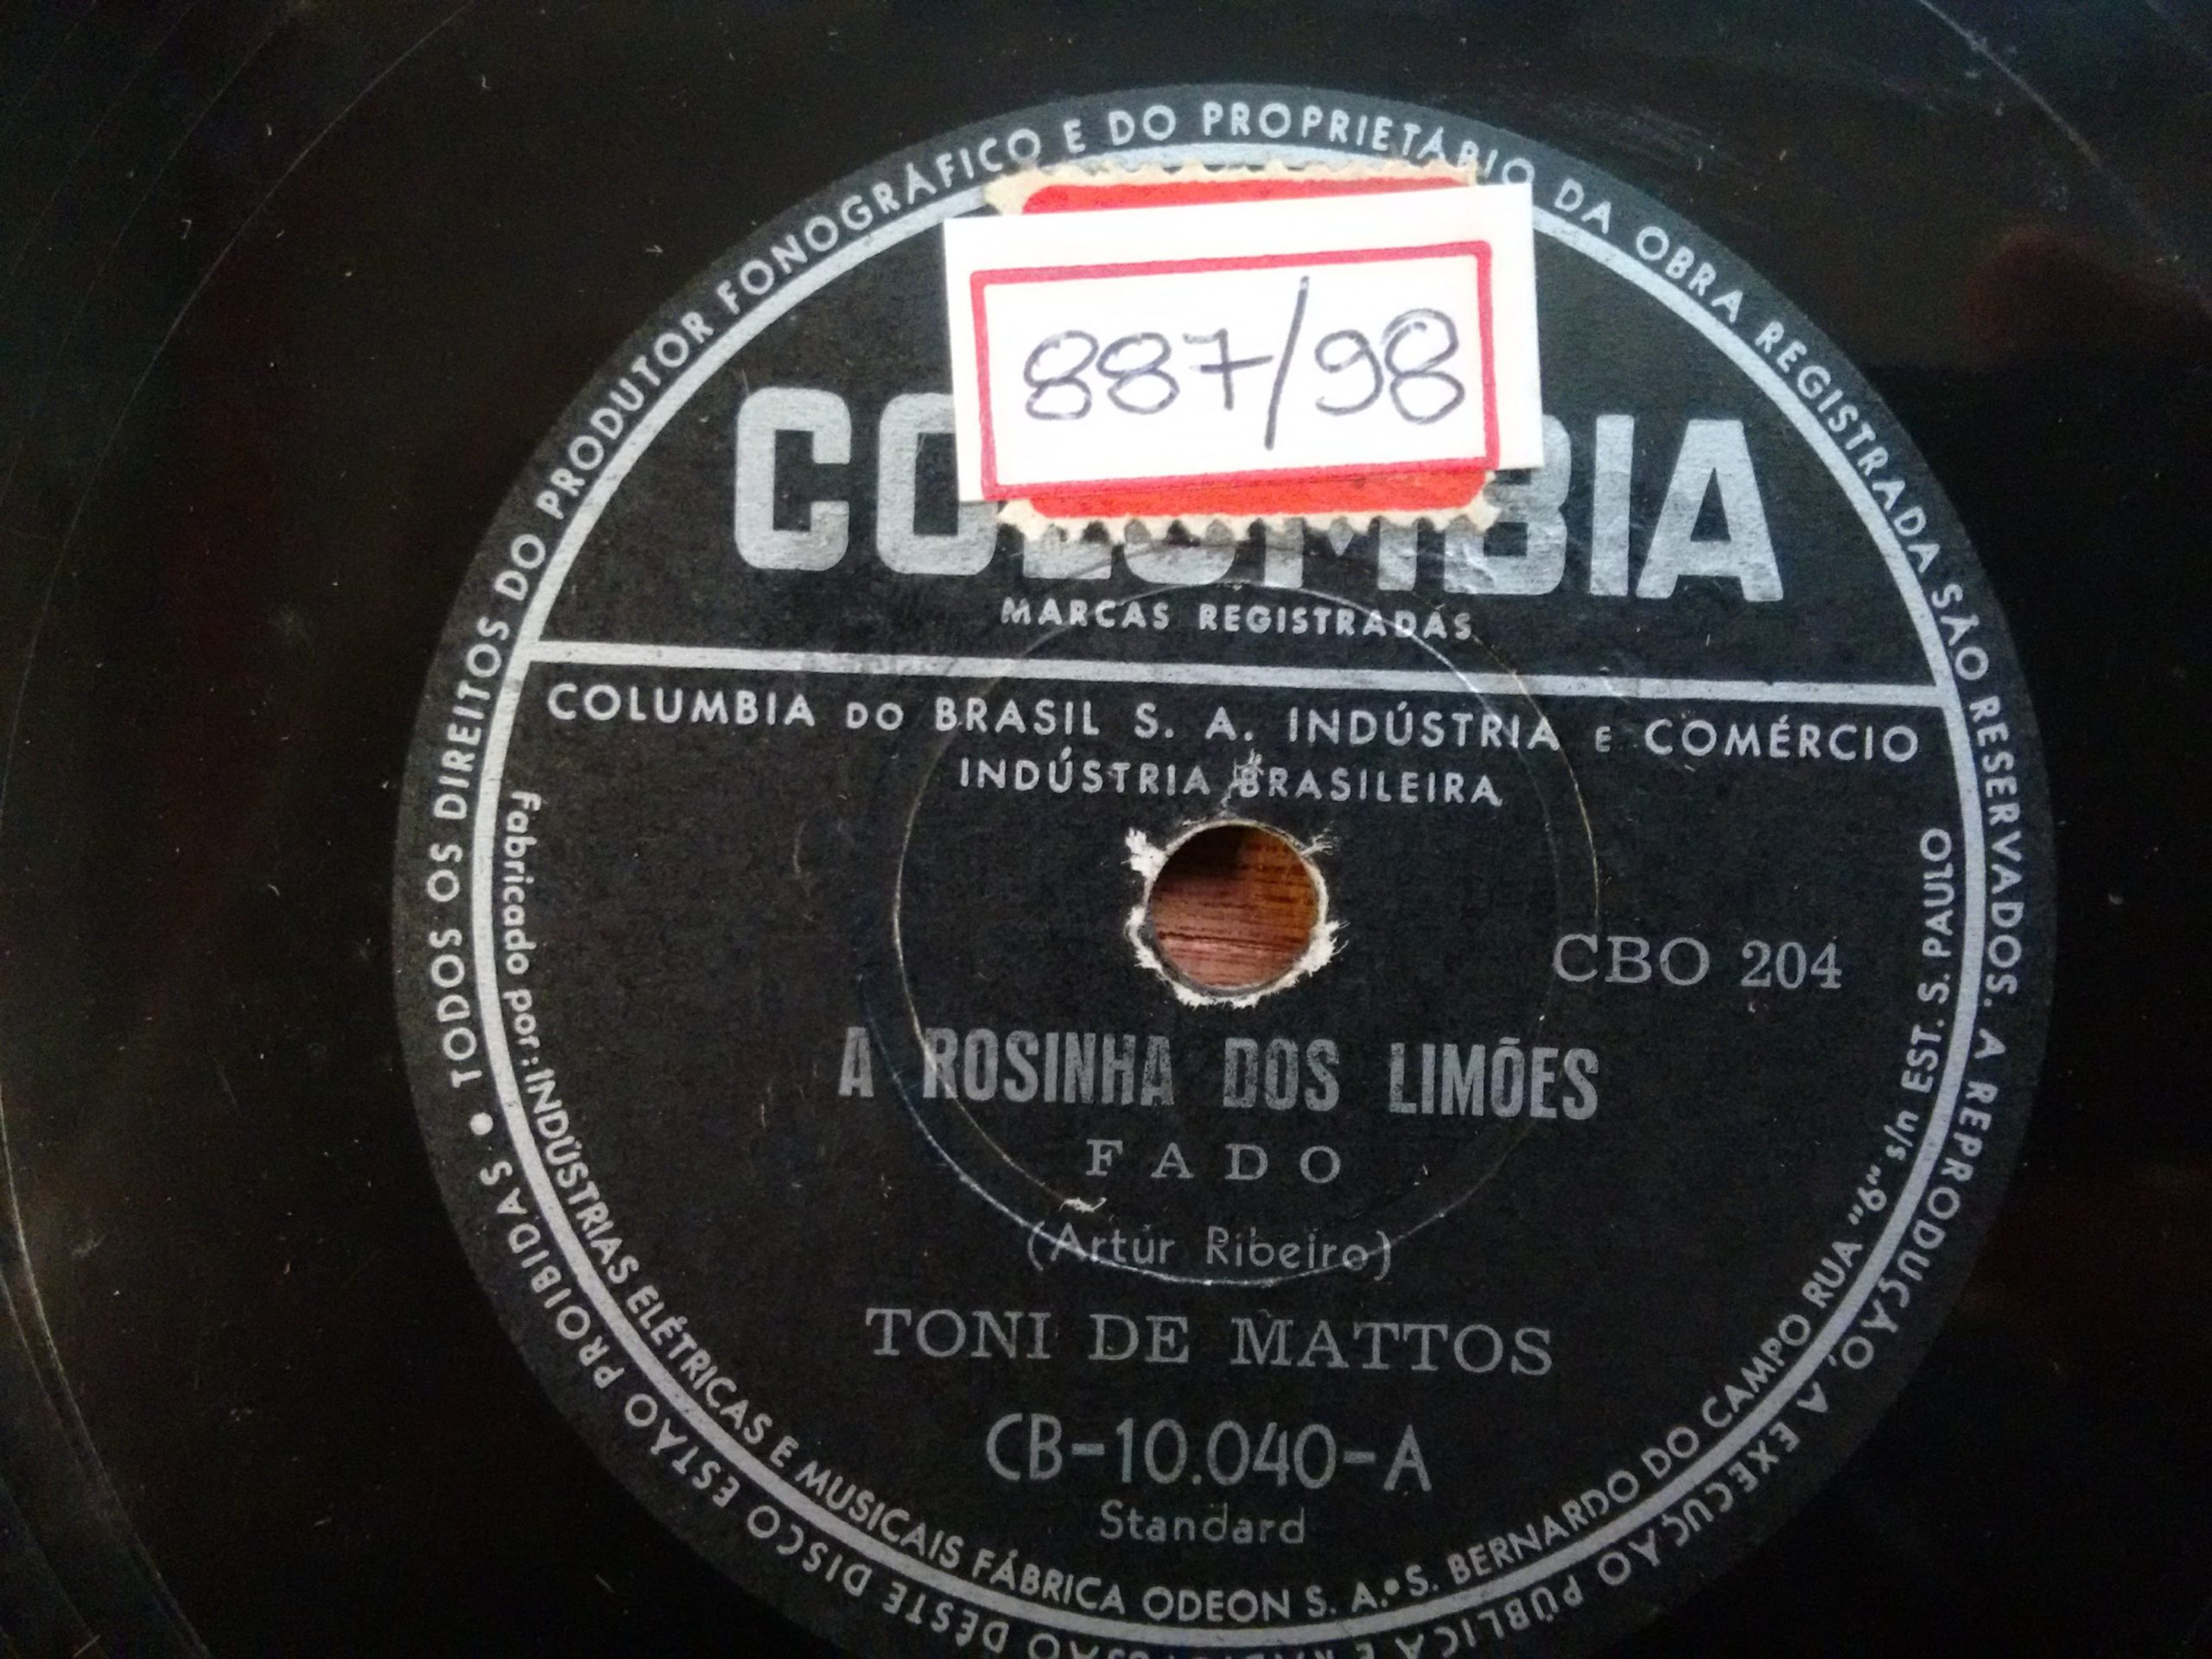 TODOS OS DIREITOS DO PRODUTOR FONOGRÁFICO E DO PROPRIETÁRIO DA OBRA REGISTRADA SÃO RESERVADOS. A REPRODUÇÃO, A EXECUÇÃO PÚBLICA E
DÊSTE DISCO ESTÃO PROIBIDAS •
887/98
COLUMBIA
MARCAS REGISTRADAS
COLUMBIA DO BRASIL S. A. INDÚSTRIA E COMÉRCIO
INDÚSTRIA BRASILEIRA
CBO 204
A ROSINHA DOS LIMÕES
FADO
(Artur Ribeiro)
TONI DE MATTOS
CB-10.040-A
Standard
Fabricado por: INDÚSTRIAS ELÉTRICAS E MUSICAIS FÁBRICA ODEON S. A. • S. BERNARDO DO CAMPO RUA "6" s/n EST. S. PAULO